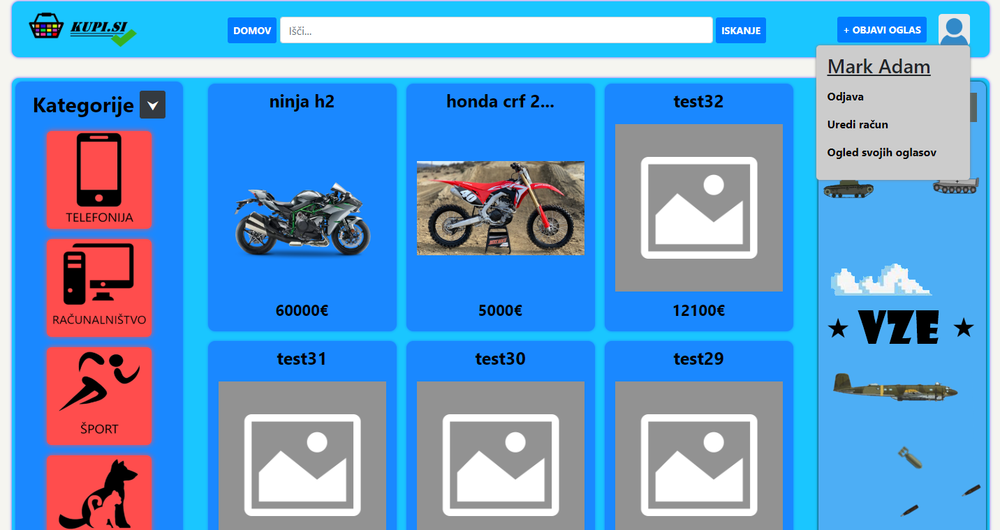 KUPI.SI
DOMOV
Išči...
ISKANJE
+ OBJAVI OGLAS
Mark Adam
Odjava
Uredi račun
Ogled svojih oglasov
Kategorije
TELEFONIJA
RAČUNALNIŠTVO
ŠPORT
ninja h2
60000€
honda crf 2...
5000€
test32
12100€
test31
test30
test29
VZE